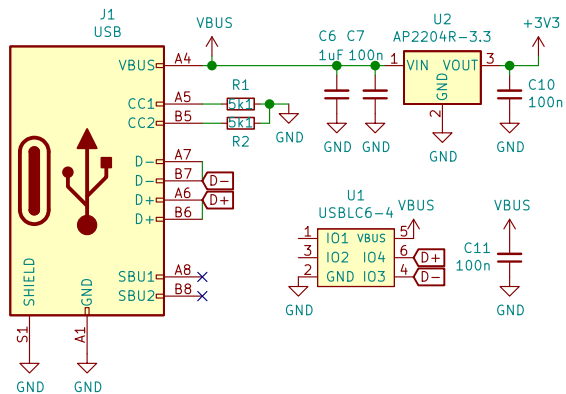 J1
USB
VBUS
A4
VBUS
CC1
A5
CC2
B5
R1
5k1
5k1
R2
GND
D-
A7
D-
B7
D-
D+
A6
D+
D+
B6
SBU1
A8
SBU2
B8
SHIELD
GND
S1
A1
GND
GND
C6
1uF
GND
C7
100n
GND
U2
AP2204R-3.3
1
VIN
VOUT
3
GND
2
GND
+3V3
C10
100n
GND
U1
USBLC6-4
1
IO1
VBUS
5
VBUS
3
IO2
IO4
6
D+
2
GND
IO3
4
D-
GND
VBUS
C11
100n
GND